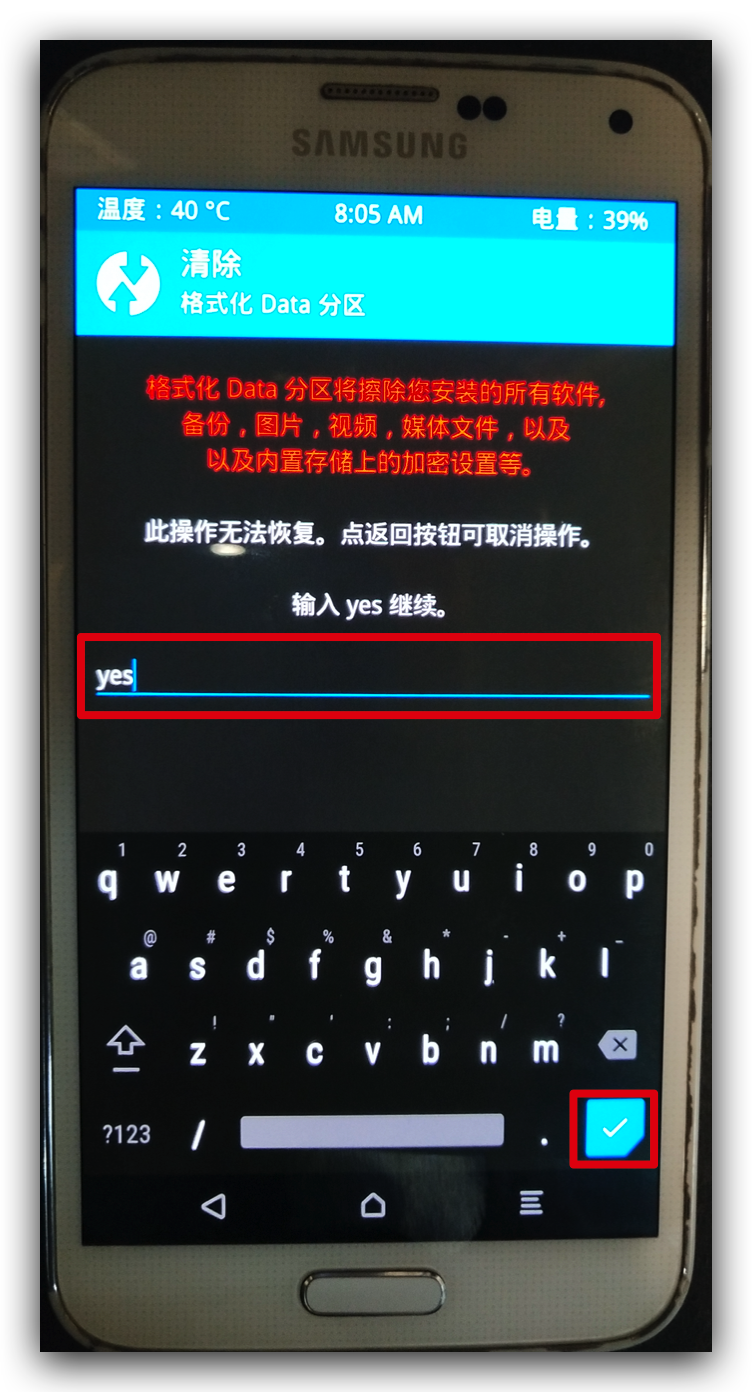 SAMSUNG
温度：40 °C 8:05 AM 电量：39%
清除
格式化 Data 分区
格式化 Data 分区将擦除您安装的所有软件,
备份，图片，视频，媒体文件，以及
以及内置存储上的加密设置等。
此操作无法恢复。点返回按钮可取消操作。
输入 yes 继续。
yes
1 2 3 4 5 6 7 8 9 0
q w e r t y u i o p
@ # $ % & * - + _
a s d f g h j k l
! " ' : ; / ?
z x c v b n m
?123 / .